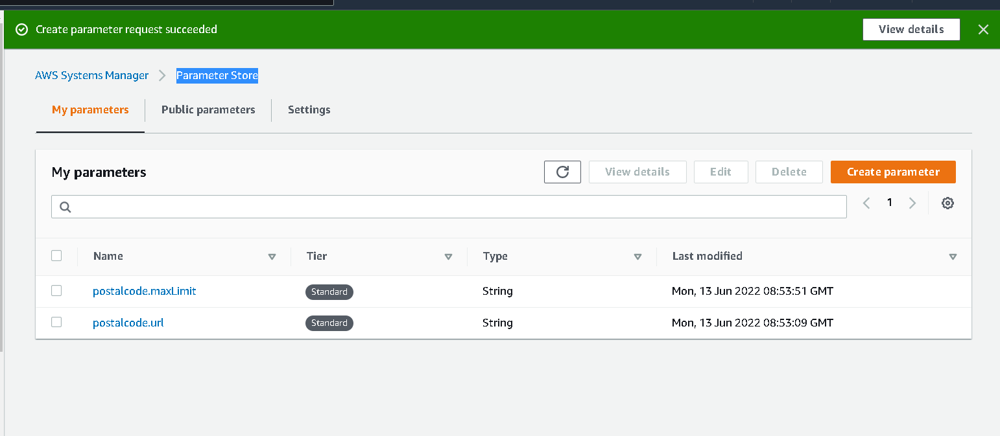 Create parameter request succeeded View details
AWS Systems Manager Parameter Store
My parameters Public parameters Settings
My parameters View details Edit Delete Create parameter
1
Name Tier Type Last modified
postalcode.maxLimit Standard String Mon, 13 Jun 2022 08:53:51 GMT
postalcode.url Standard String Mon, 13 Jun 2022 08:53:09 GMT